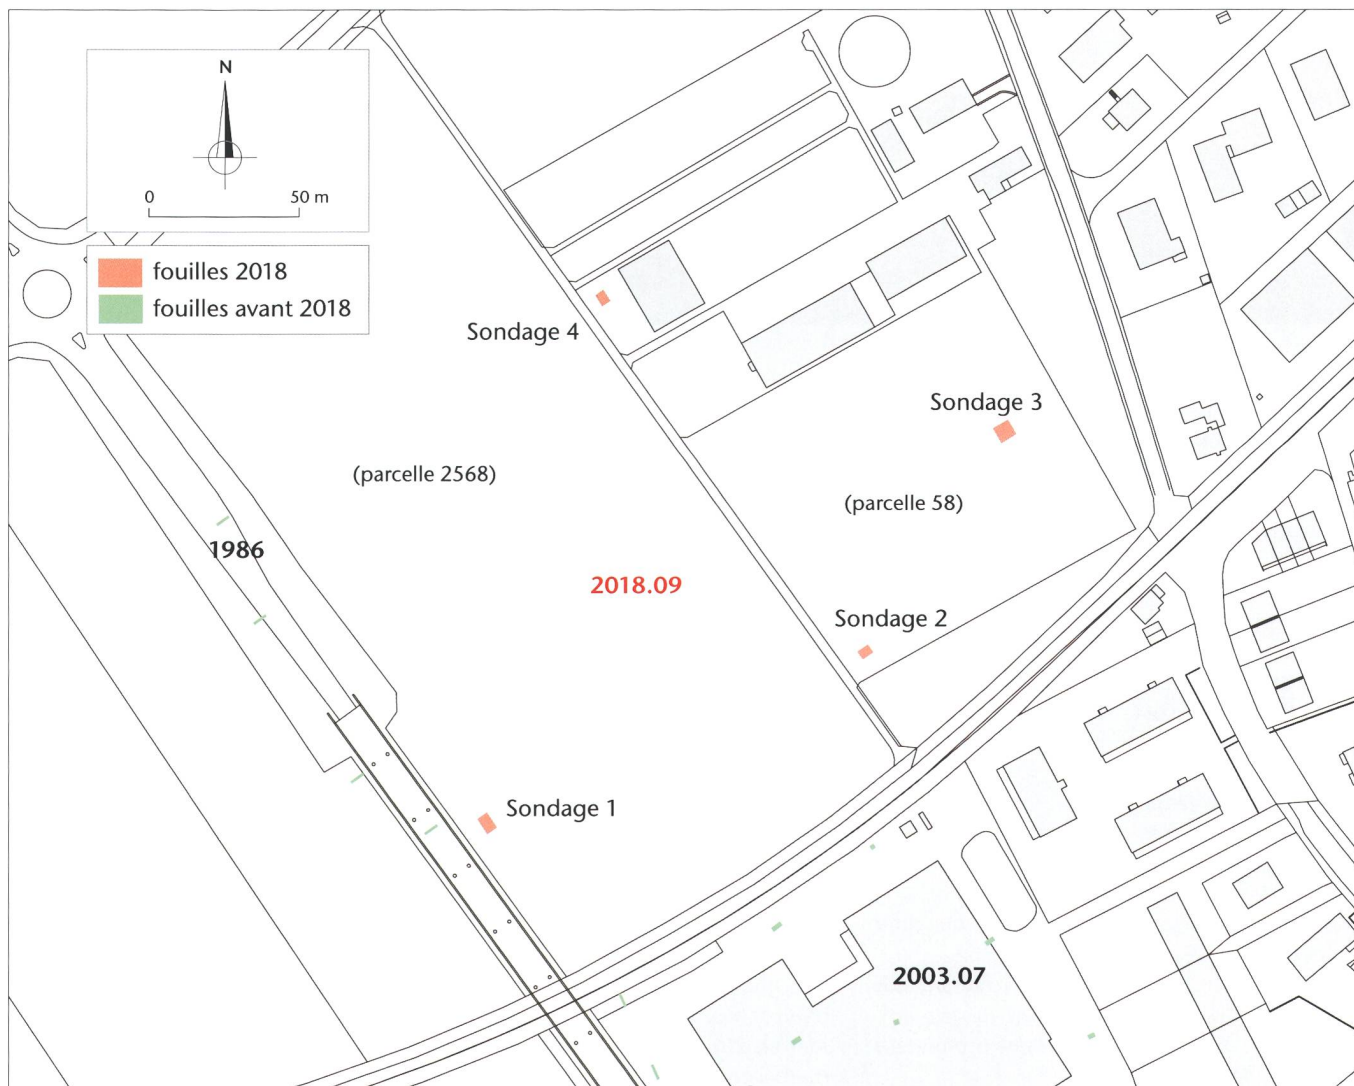 N
0 50 m
fouilles 2018
fouilles avant 2018
Sondage 4
Sondage 3
(parcelle 2568)
(parcelle 58)
1986
2018.09
Sondage 2
Sondage 1
2003.07